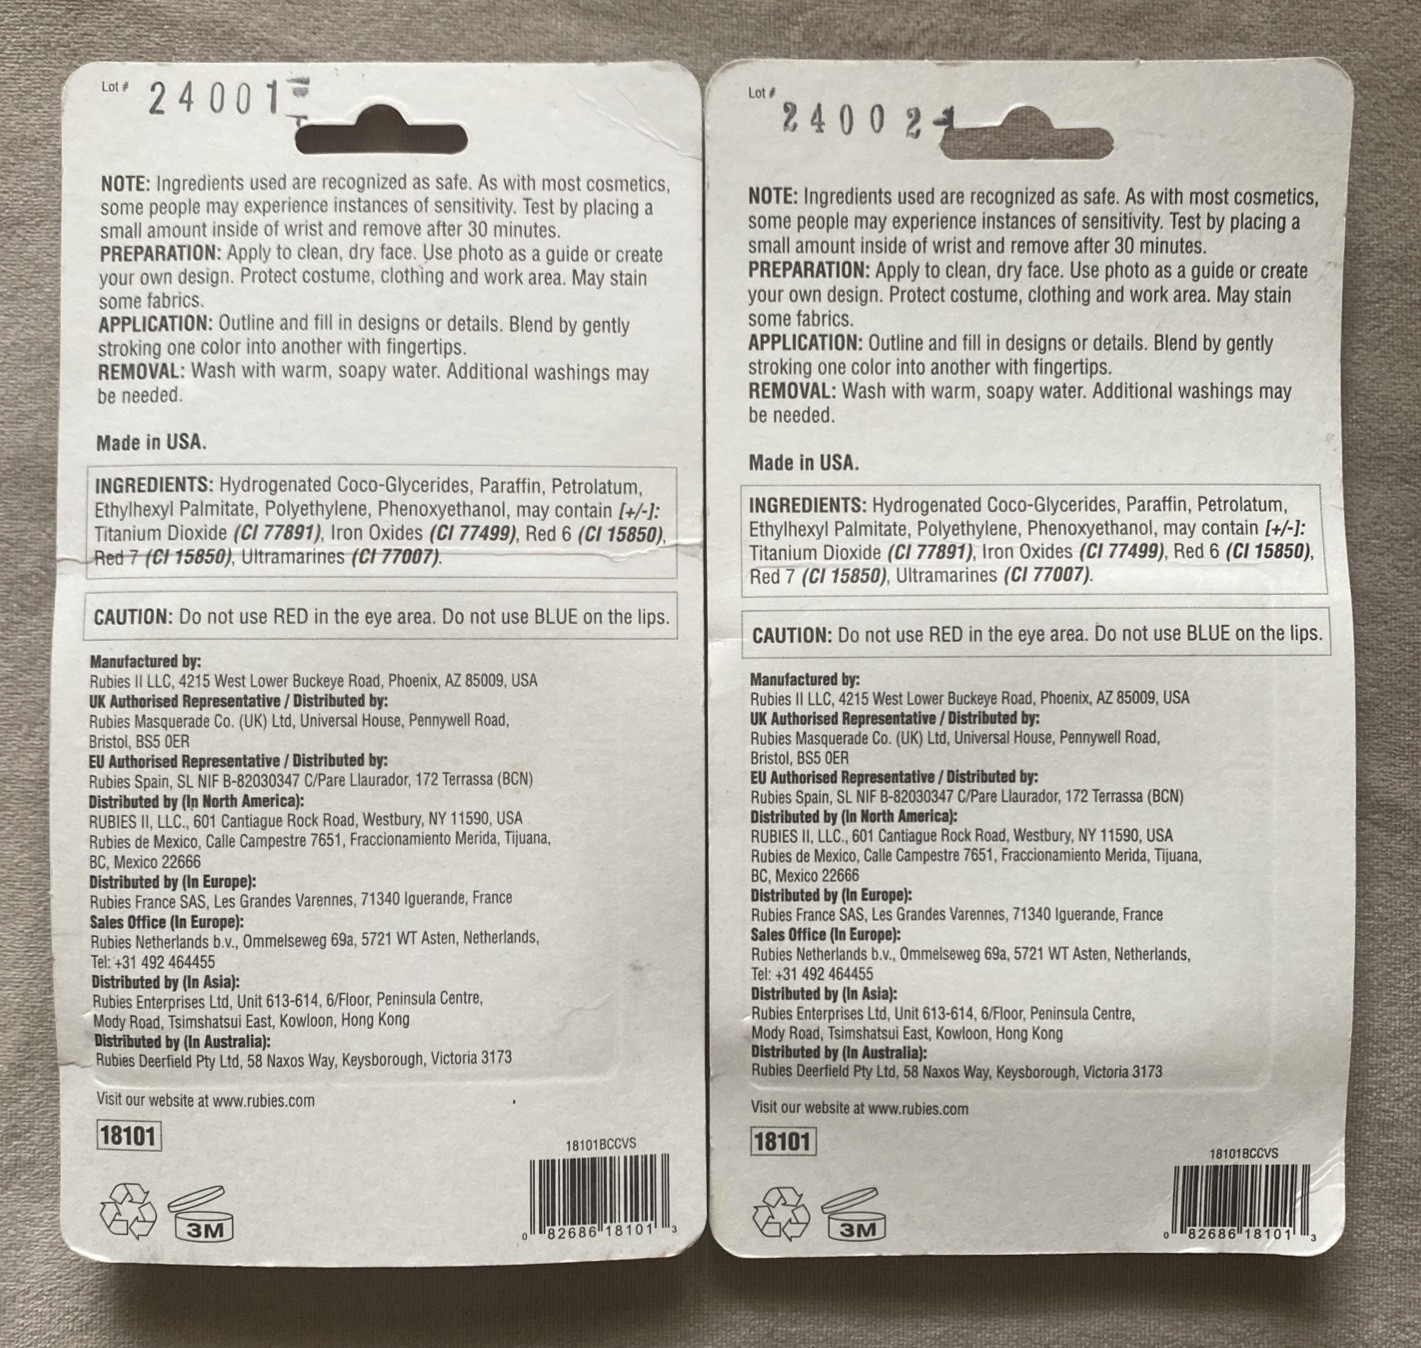 Lot #
24001
NOTE: Ingredients used are recognized as safe. As with most cosmetics,
some people may experience instances of sensitivity. Test by placing a
small amount inside of wrist and remove after 30 minutes.
PREPARATION: Apply to clean, dry face. Use photo as a guide or create
your own design. Protect costume, clothing and work area. May stain
some fabrics.
APPLICATION: Outline and fill in designs or details. Blend by gently
stroking one color into another with fingertips.
REMOVAL: Wash with warm, soapy water. Additional washings may
be needed.
Made in USA.
INGREDIENTS: Hydrogenated Coco-Glycerides, Paraffin, Petrolatum,
Ethylhexyl Palmitate, Polyethylene, Phenoxyethanol, may contain [+/-]:
Titanium Dioxide (CI 77891), Iron Oxides (CI 77499), Red 6 (CI 15850),
Red 7 (CI 15850), Ultramarines (CI 77007).
CAUTION: Do not use RED in the eye area. Do not use BLUE on the lips.
Manufactured by:
Rubies II LLC, 4215 West Lower Buckeye Road, Phoenix, AZ 85009, USA
UK Authorised Representative / Distributed by:
Rubies Masquerade Co. (UK) Ltd, Universal House, Pennywell Road,
Bristol, BS5 0ER
EU Authorised Representative / Distributed by:
Rubies Spain, SL NIF B-82030347 C/Pare Llaurador, 172 Terrassa (BCN)
Distributed by (In North America):
RUBIES II, LLC., 601 Cantiague Rock Road, Westbury, NY 11590, USA
Rubies de Mexico, Calle Campestre 7651, Fraccionamiento Merida, Tijuana,
BC, Mexico 22666
Distributed by (In Europe):
Rubies France SAS, Les Grandes Varennes, 71340 Iguerande, France
Sales Office (In Europe):
Rubies Netherlands b.v., Ommelseweg 69a, 5721 WT Asten, Netherlands,
Tel: +31 492 464455
Distributed by (In Asia):
Rubies Enterprises Ltd, Unit 613-614, 6/Floor, Peninsula Centre,
Mody Road, Tsimshatsui East, Kowloon, Hong Kong
Distributed by (In Australia):
Rubies Deerfield Pty Ltd, 58 Naxos Way, Keysborough, Victoria 3173
Visit our website at www.rubies.com
18101
18101BCCVS
3M
0 82686 18101 3
Lot #
24002
NOTE: Ingredients used are recognized as safe. As with most cosmetics,
some people may experience instances of sensitivity. Test by placing a
small amount inside of wrist and remove after 30 minutes.
PREPARATION: Apply to clean, dry face. Use photo as a guide or create
your own design. Protect costume, clothing and work area. May stain
some fabrics.
APPLICATION: Outline and fill in designs or details. Blend by gently
stroking one color into another with fingertips.
REMOVAL: Wash with warm, soapy water. Additional washings may
be needed.
Made in USA.
INGREDIENTS: Hydrogenated Coco-Glycerides, Paraffin, Petrolatum,
Ethylhexyl Palmitate, Polyethylene, Phenoxyethanol, may contain [+/-]:
Titanium Dioxide (CI 77891), Iron Oxides (CI 77499), Red 6 (CI 15850),
Red 7 (CI 15850), Ultramarines (CI 77007).
CAUTION: Do not use RED in the eye area. Do not use BLUE on the lips.
Manufactured by:
Rubies II LLC, 4215 West Lower Buckeye Road, Phoenix, AZ 85009, USA
UK Authorised Representative / Distributed by:
Rubies Masquerade Co. (UK) Ltd, Universal House, Pennywell Road,
Bristol, BS5 0ER
EU Authorised Representative / Distributed by:
Rubies Spain, SL NIF B-82030347 C/Pare Llaurador, 172 Terrassa (BCN)
Distributed by (In North America):
RUBIES II, LLC., 601 Cantiague Rock Road, Westbury, NY 11590, USA
Rubies de Mexico, Calle Campestre 7651, Fraccionamiento Merida, Tijuana,
BC, Mexico 22666
Distributed by (In Europe):
Rubies France SAS, Les Grandes Varennes, 71340 Iguerande, France
Sales Office (In Europe):
Rubies Netherlands b.v., Ommelseweg 69a, 5721 WT Asten, Netherlands,
Tel: +31 492 464455
Distributed by (In Asia):
Rubies Enterprises Ltd, Unit 613-614, 6/Floor, Peninsula Centre,
Mody Road, Tsimshatsui East, Kowloon, Hong Kong
Distributed by (In Australia):
Rubies Deerfield Pty Ltd, 58 Naxos Way, Keysborough, Victoria 3173
Visit our website at www.rubies.com
18101
18101BCCVS
3M
0 82686 18101 3